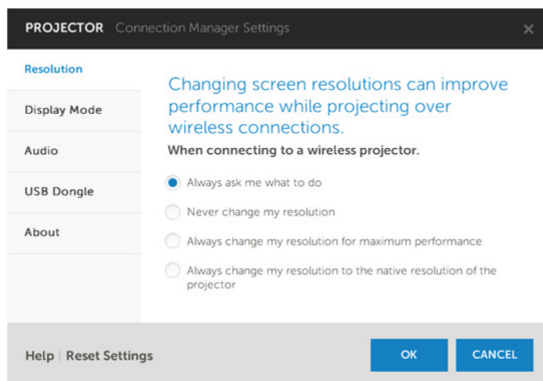 PROJECTOR Connection Manager Settings
Resolution
Display Mode
Audio
USB Dongle
About
Changing screen resolutions can improve
performance while projecting over
wireless connections.
When connecting to a wireless projector.
Always ask me what to do
Never change my resolution
Always change my resolution for maximum performance
Always change my resolution to the native resolution of the
projector
Help | Reset Settings
OK
CANCEL